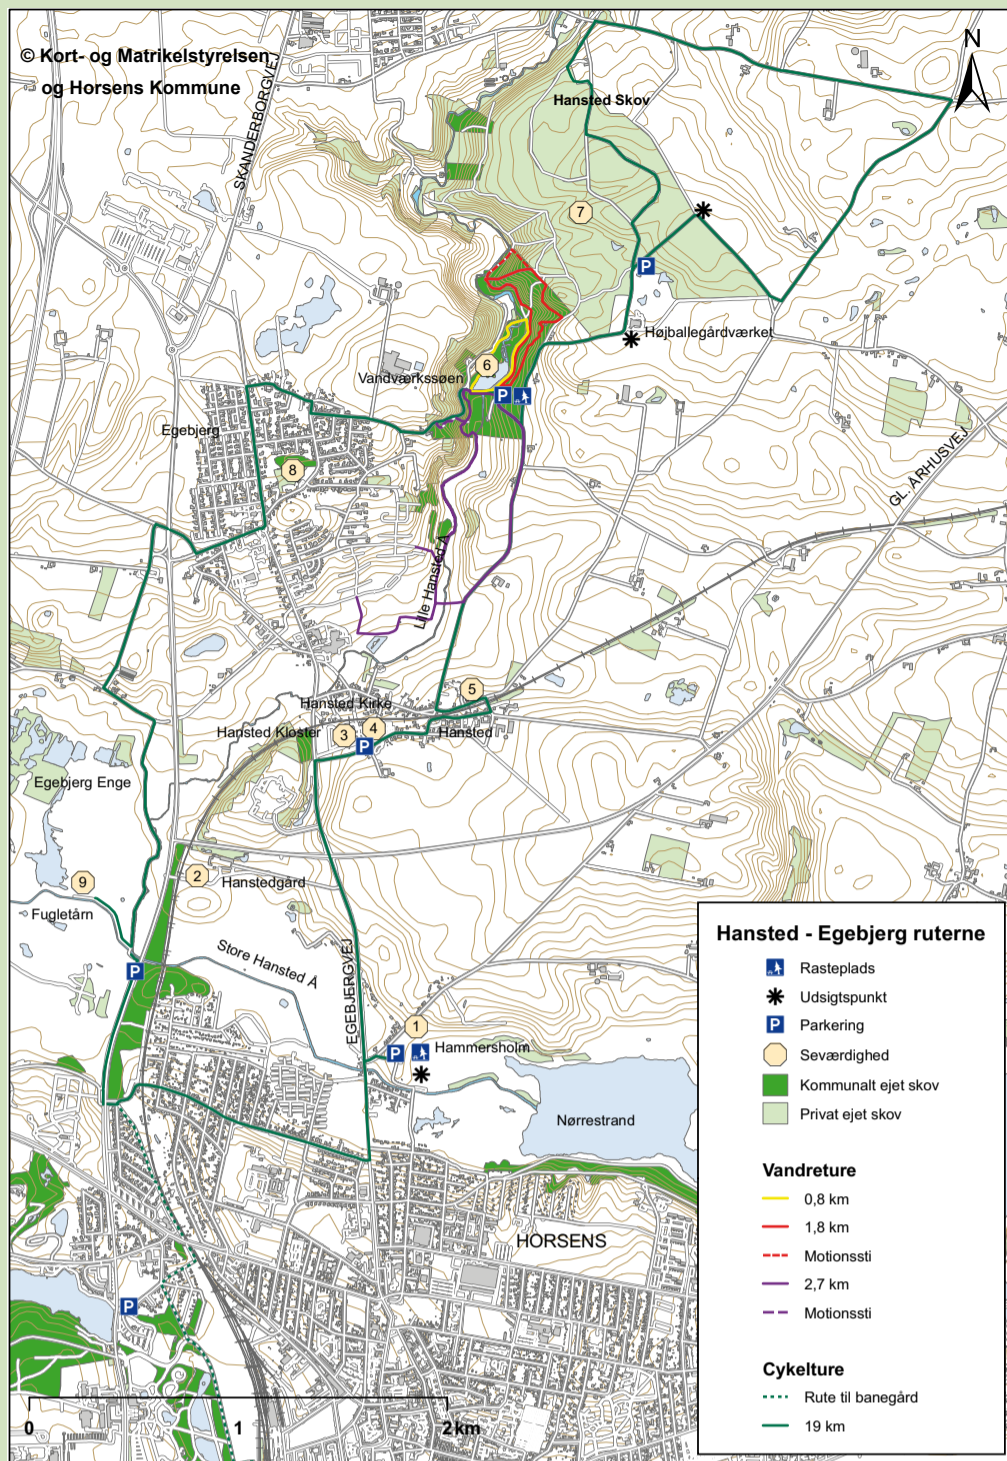 © Kort- og Matrikelstyrelsen
og Horsens Kommune
SKANDERBORGVEJ
N
Hansted Skov
7
P
Højballegårdværket
6
Vandværkssøen
P
Egebjerg
8
GL. ÅRHUSVEJ
Lille Hansted Å
5
Hansted Kirke
Hansted Kloster
3
4
P
Hansted
Egebjerg Enge
9
2
Hanstedgård
Fugletårn
Store Hansted Å
P
EGEBJERGVEJ
1
P
Hammersholm
Nørrestrand
HORSENS
P
0
1
2 km
Hansted - Egebjerg ruterne
Rasteplads
Udsigtspunkt
P Parkering
Seværdighed
Kommunalt ejet skov
Privat ejet skov
Vandreture
0,8 km
1,8 km
Motionssti
2,7 km
Motionssti
Cykelture
Rute til banegård
19 km